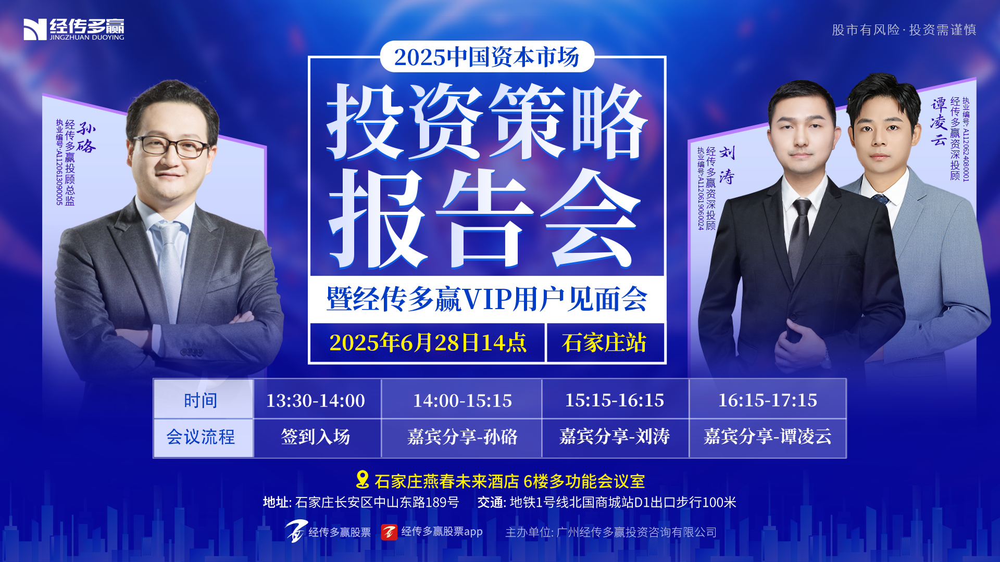 经传多赢
JINGZHUAN DUOYING
股市有风险·投资需谨慎
2025中国资本市场
投资策略
报告会
暨经传多赢VIP用户见面会
2025年6月28日14点
石家庄站
孙硌
经传多赢投顾总监
执业编号:A1120613090005
刘涛
经传多赢资深投顾
执业编号:A1120619060024
谭凌云
经传多赢资深投顾
执业编号:A1120624080001
时间 13:30-14:00 14:00-15:15 15:15-16:15 16:15-17:15
会议流程 签到入场 嘉宾分享-孙硌 嘉宾分享-刘涛 嘉宾分享-谭凌云
石家庄燕春未来酒店 6楼多功能会议室
地址: 石家庄长安区中山东路189号 交通: 地铁1号线北国商城站D1出口步行100米
经传多赢股票 经传多赢股票app 主办单位: 广州经传多赢投资咨询有限公司